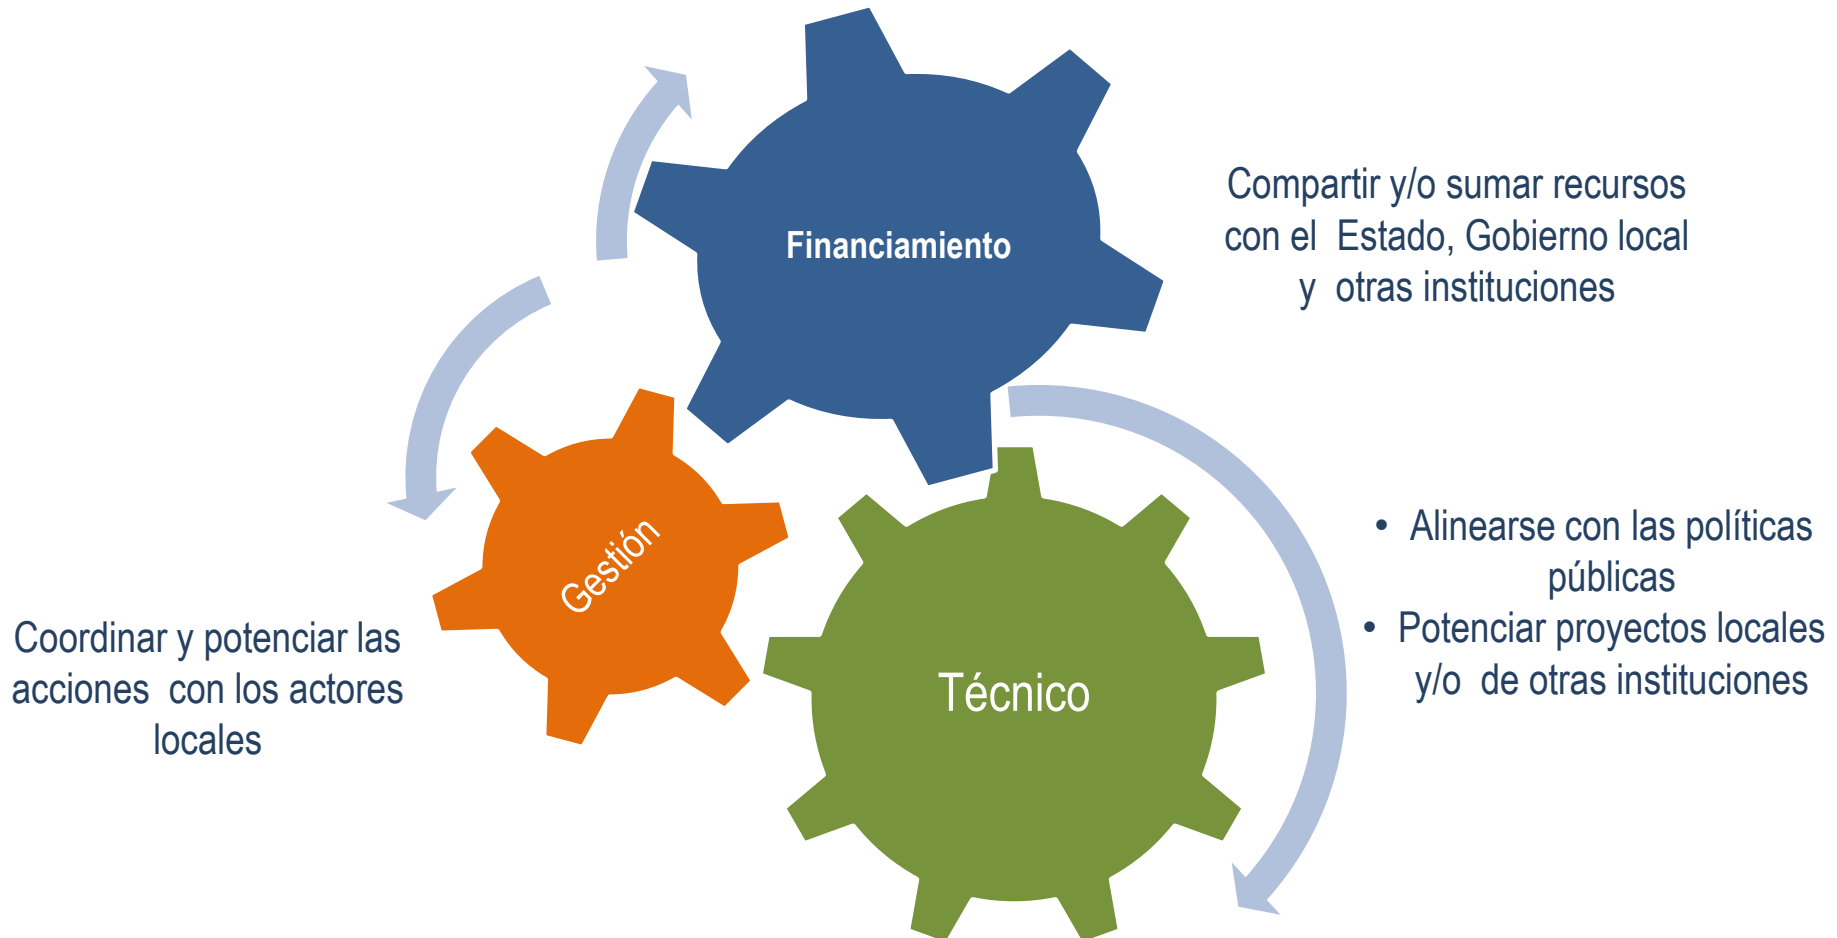 Financiamiento
Compartir y/o sumar recursos
con el Estado, Gobierno local
y otras instituciones
Gestión
Coordinar y potenciar las
acciones con los actores
locales
Técnico
• Alinearse con las políticas
públicas
• Potenciar proyectos locales
y/o de otras instituciones